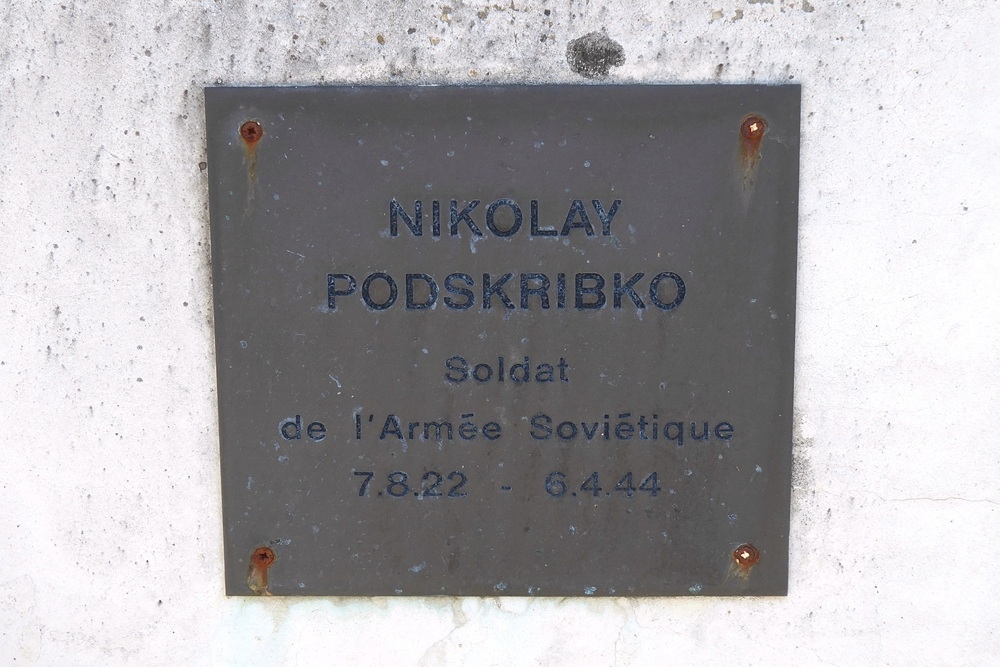 NIKOLAY
PODSKRIBKO
Soldat
de l'Armée Soviétique
7.8.22 - 6.4.44